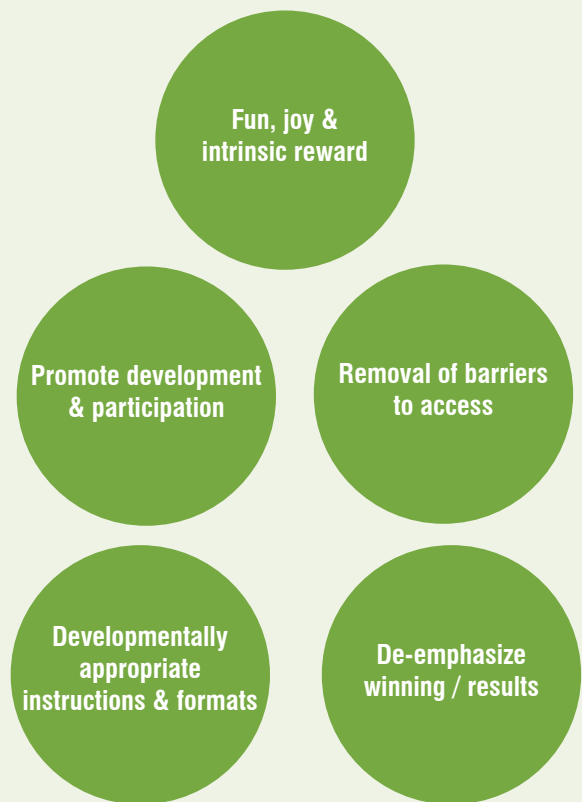 Fun, joy &
intrinsic reward
Promote development
& participation
Removal of barriers
to access
Developmentally
appropriate
instructions & formats
De-emphasize
winning / results